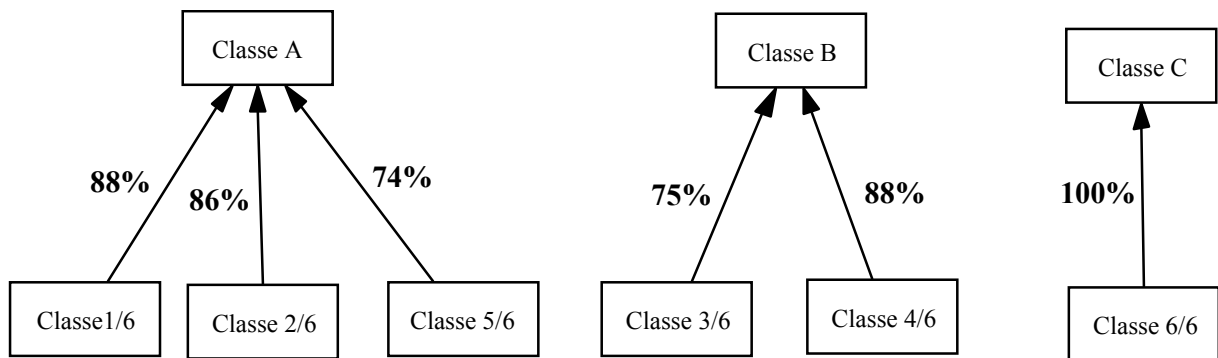 Classe A
Classe B
Classe C
88%
86%
74%
75%
88%
100%
Classe1/6
Classe 2/6
Classe 5/6
Classe 3/6
Classe 4/6
Classe 6/6